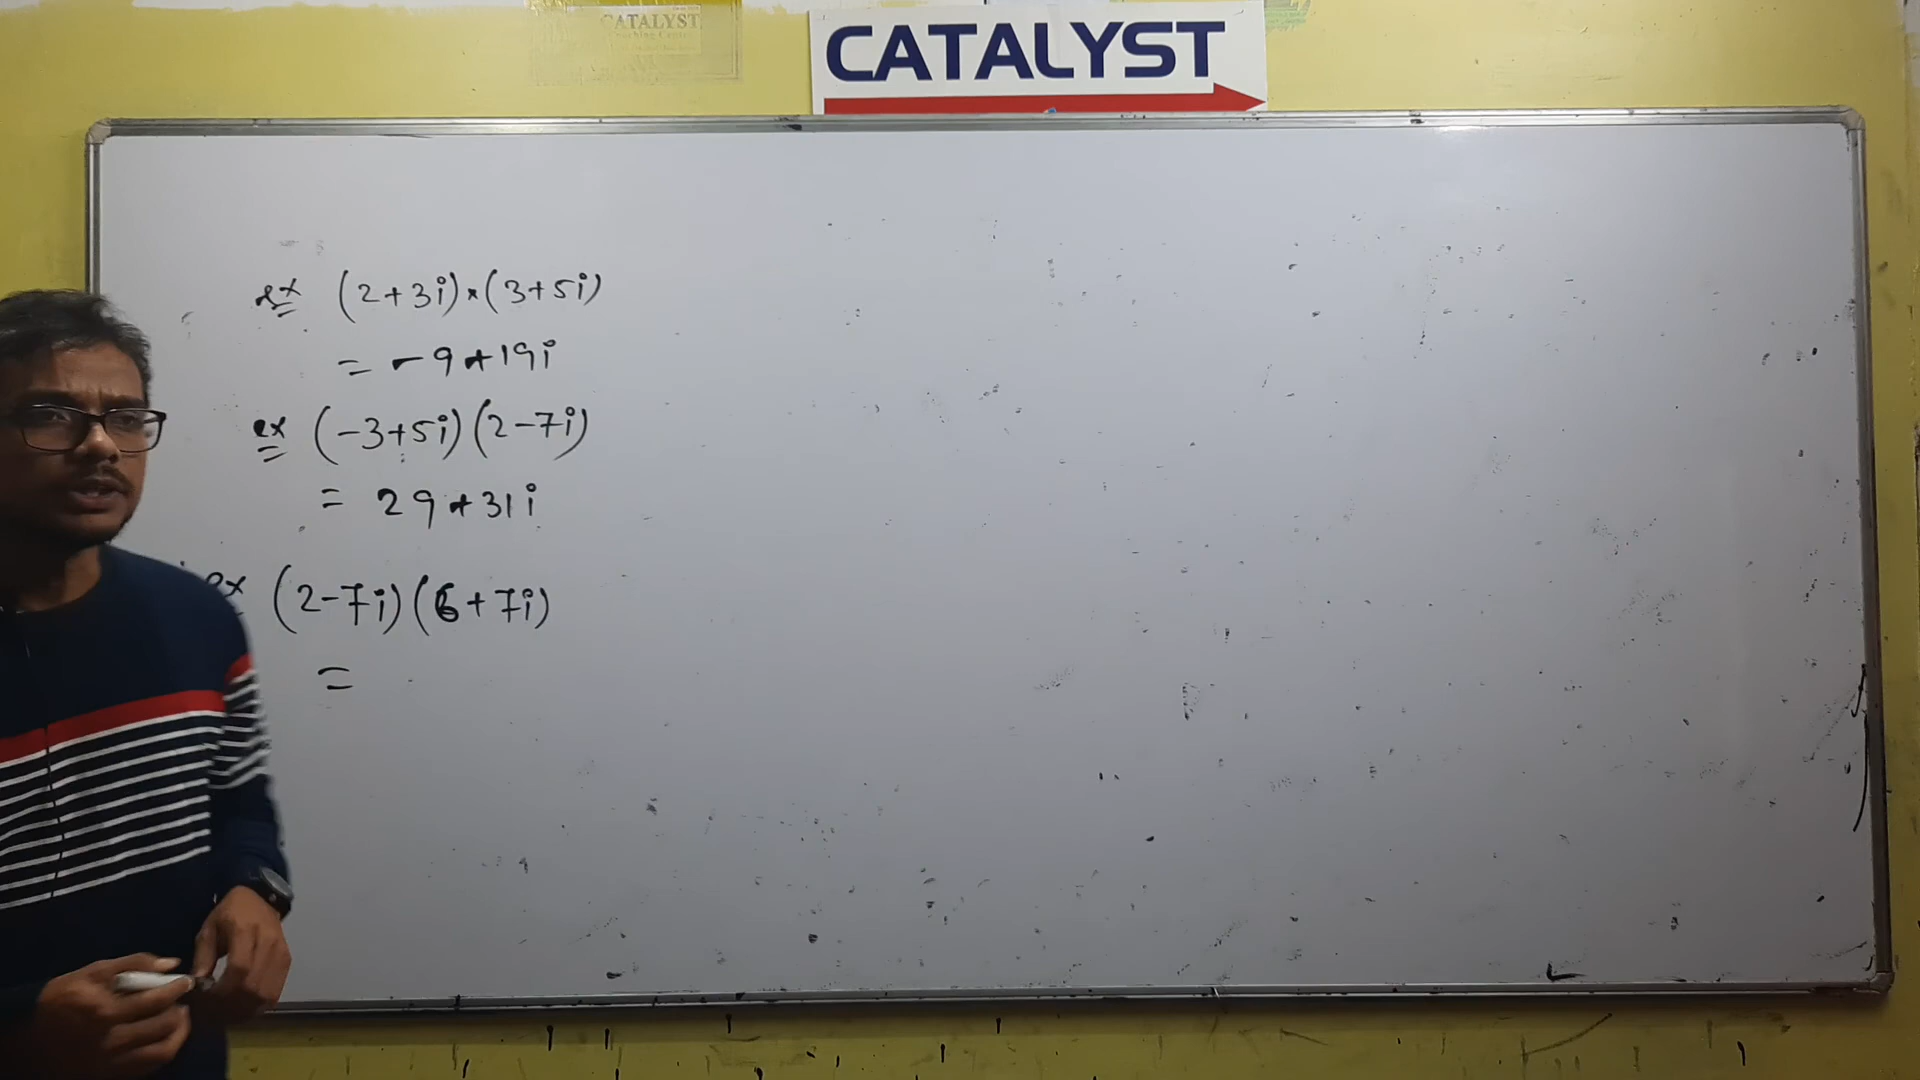 CATALYST
CATALYST
ex (2+3i)×(3+5i)
= -9+19i
ex (-3+5i)(2-7i)
= 29+31i
ex (2-7i)(6+7i)
=